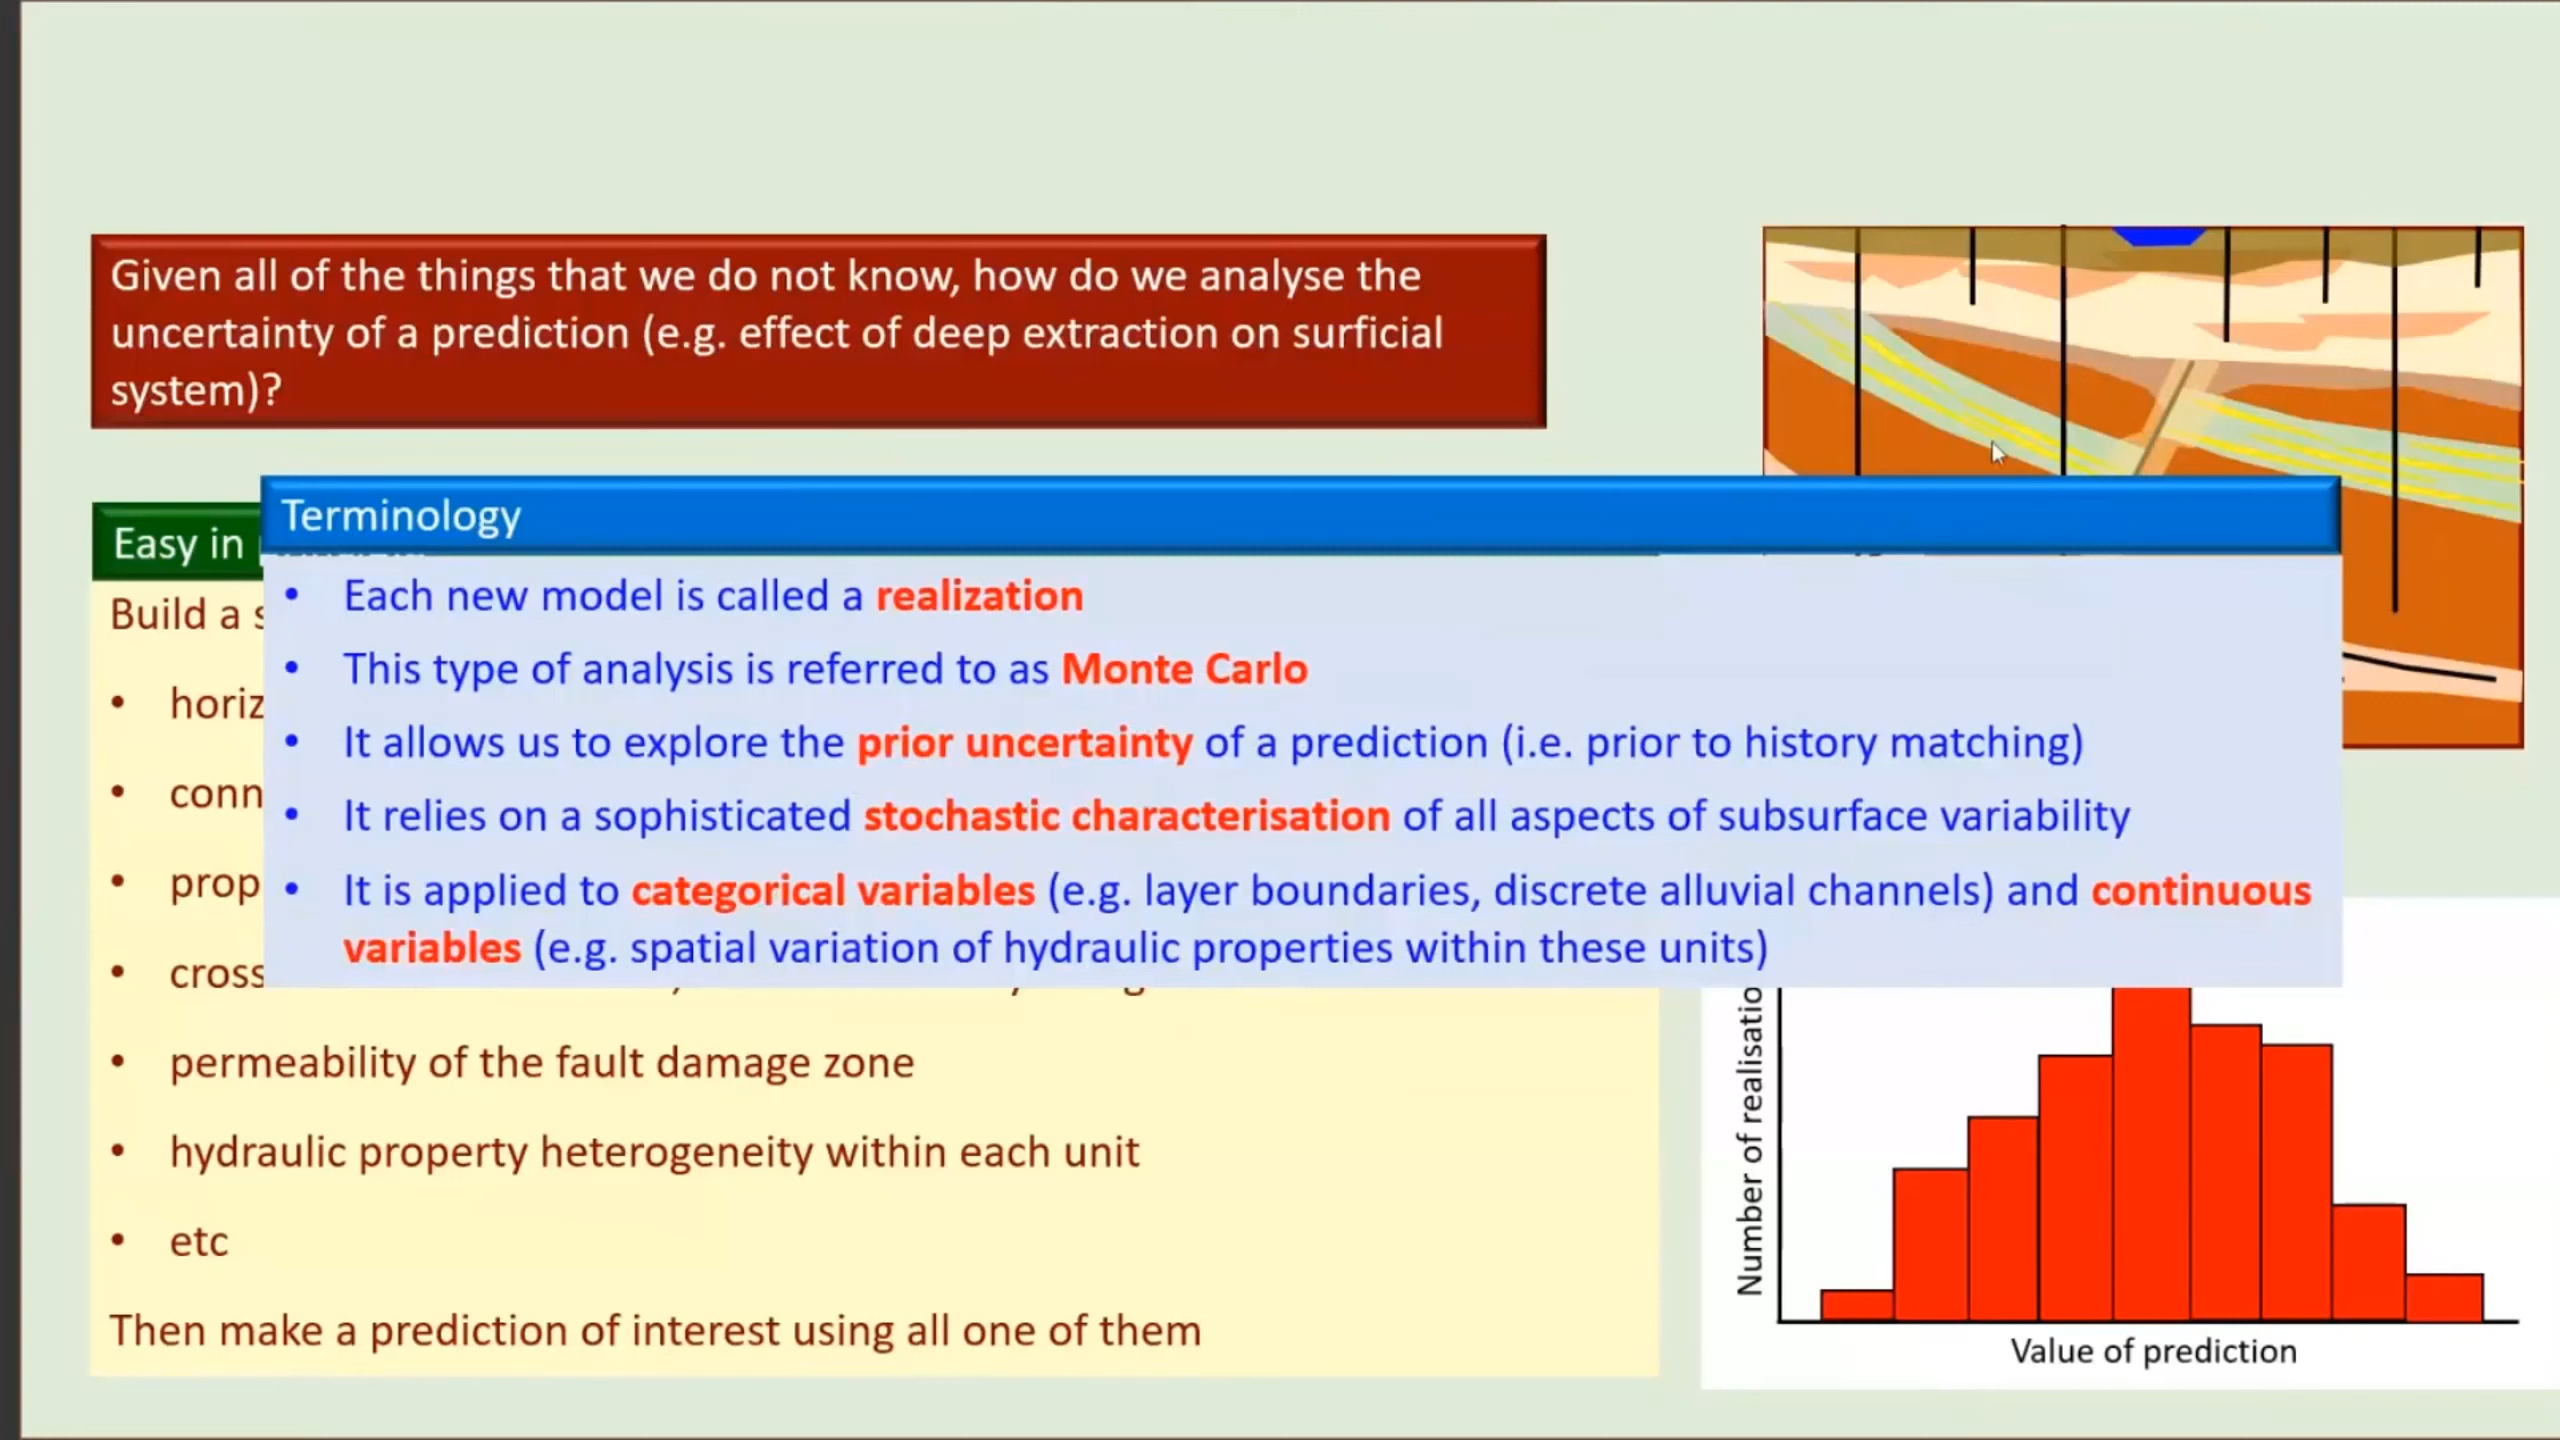 Given all of the things that we do not know, how do we analyse the
uncertainty of a prediction (e.g. effect of deep extraction on surficial
system)?
Easy in
Terminology
• Each new model is called a realization
• This type of analysis is referred to as Monte Carlo
• It allows us to explore the prior uncertainty of a prediction (i.e. prior to history matching)
• It relies on a sophisticated stochastic characterisation of all aspects of subsurface variability
• It is applied to categorical variables (e.g. layer boundaries, discrete alluvial channels) and continuous
variables (e.g. spatial variation of hydraulic properties within these units)
Build a
• permeability of the fault damage zone
• hydraulic property heterogeneity within each unit
• etc
Then make a prediction of interest using all one of them
Number of
Value of prediction